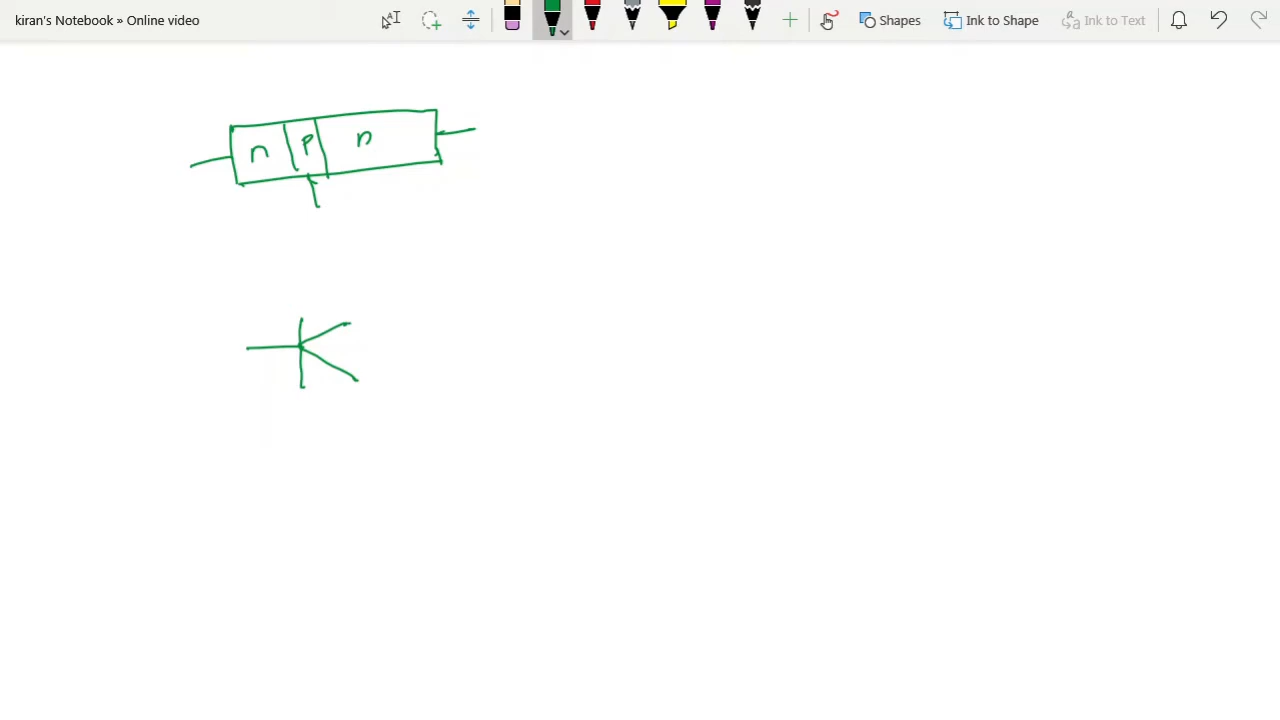 kiran's Notebook » Online video
Shapes
Ink to Shape
Ink to Text
n p n